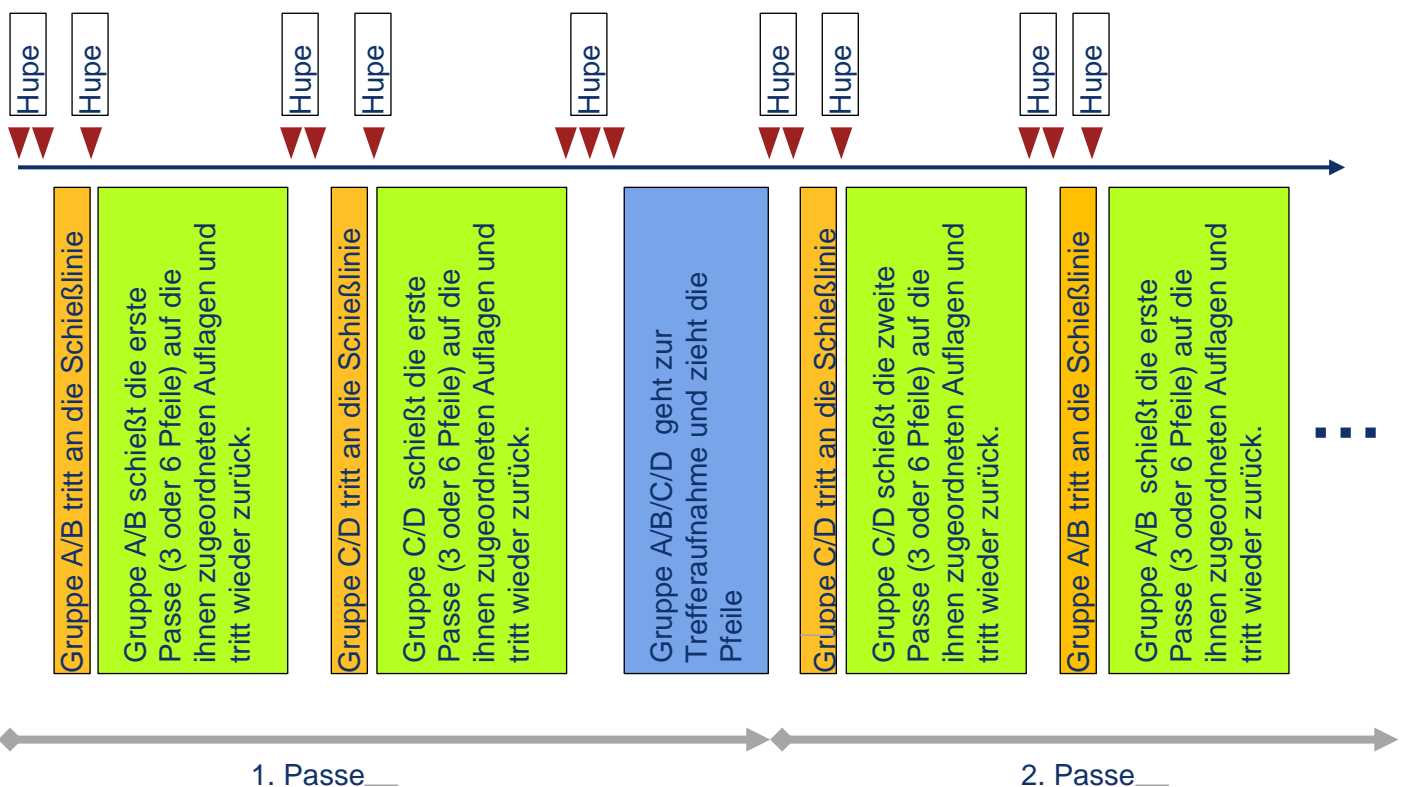 Hupe
Hupe
Hupe
Hupe
Hupe
Hupe
Hupe
Hupe
Hupe
Gruppe A/B tritt an die Schießlinie
Gruppe A/B schießt die erste
Passe (3 oder 6 Pfeile) auf die
ihnen zugeordneten Auflagen und
tritt wieder zurück.
Gruppe C/D tritt an die Schießlinie
Gruppe C/D schießt die erste
Passe (3 oder 6 Pfeile) auf die
ihnen zugeordneten Auflagen und
tritt wieder zurück.
Gruppe A/B/C/D geht zur
Trefferaufnahme und zieht die
Pfeile
Gruppe C/D tritt an die Schießlinie
Gruppe C/D schießt die zweite
Passe (3 oder 6 Pfeile) auf die
ihnen zugeordneten Auflagen und
tritt wieder zurück.
Gruppe A/B tritt an die Schießlinie
Gruppe A/B schießt die erste
Passe (3 oder 6 Pfeile) auf die
ihnen zugeordneten Auflagen und
tritt wieder zurück.
...
1. Passe
2. Passe